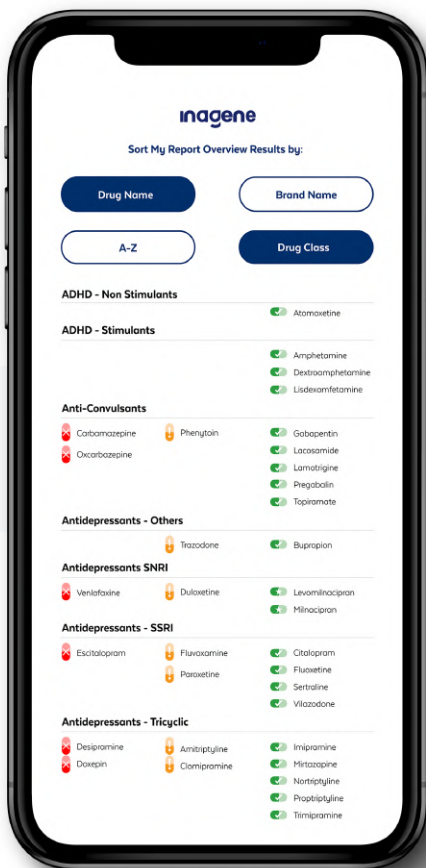 inagene
Sort My Report Overview Results by:
Drug Name
Brand Name
A-Z
Drug Class
ADHD - Non Stimulants
Atomoxetine
ADHD - Stimulants
Amphetamine
Dextroamphetamine
Lisdexamfetamine
Anti-Convulsants
Carbamazepine Phenytoin Gabapentin
Oxcarbazepine Lacosamide
Lamotrigine
Pregabalin
Topiramate
Antidepressants - Others
Trazodone Bupropion
Antidepressants SNRI
Venlafaxine Duloxetine Levomilnacipran
Milnacipran
Antidepressants - SSRI
Escitalopram Fluvoxamine Citalopram
Paroxetine Fluoxetine
Sertraline
Vilazodone
Antidepressants - Tricyclic
Desipramine Amitriptyline Imipramine
Doxepin Clomipramine Mirtazapine
Nortriptyline
Proptriptyline
Trimipramine